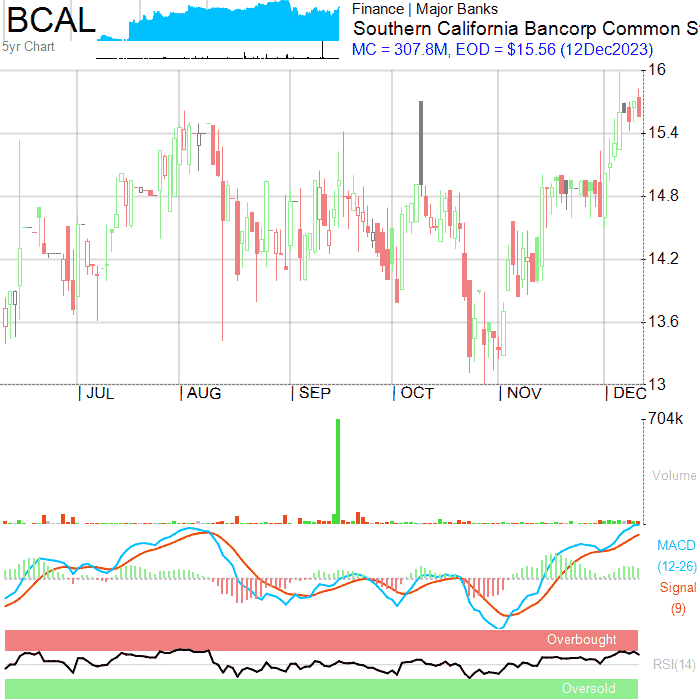 BCAL
5yr Chart
Finance | Major Banks
Southern California Bancorp Common S
MC = 307.8M, EOD = $15.56 (12Dec2023)
16
15.4
14.8
14.2
13.6
13
| JUL | AUG | SEP | OCT | NOV | DEC
704k
Volume
MACD
(12-26)
Signal
(9)
Overbought
RSI(14)
Oversold